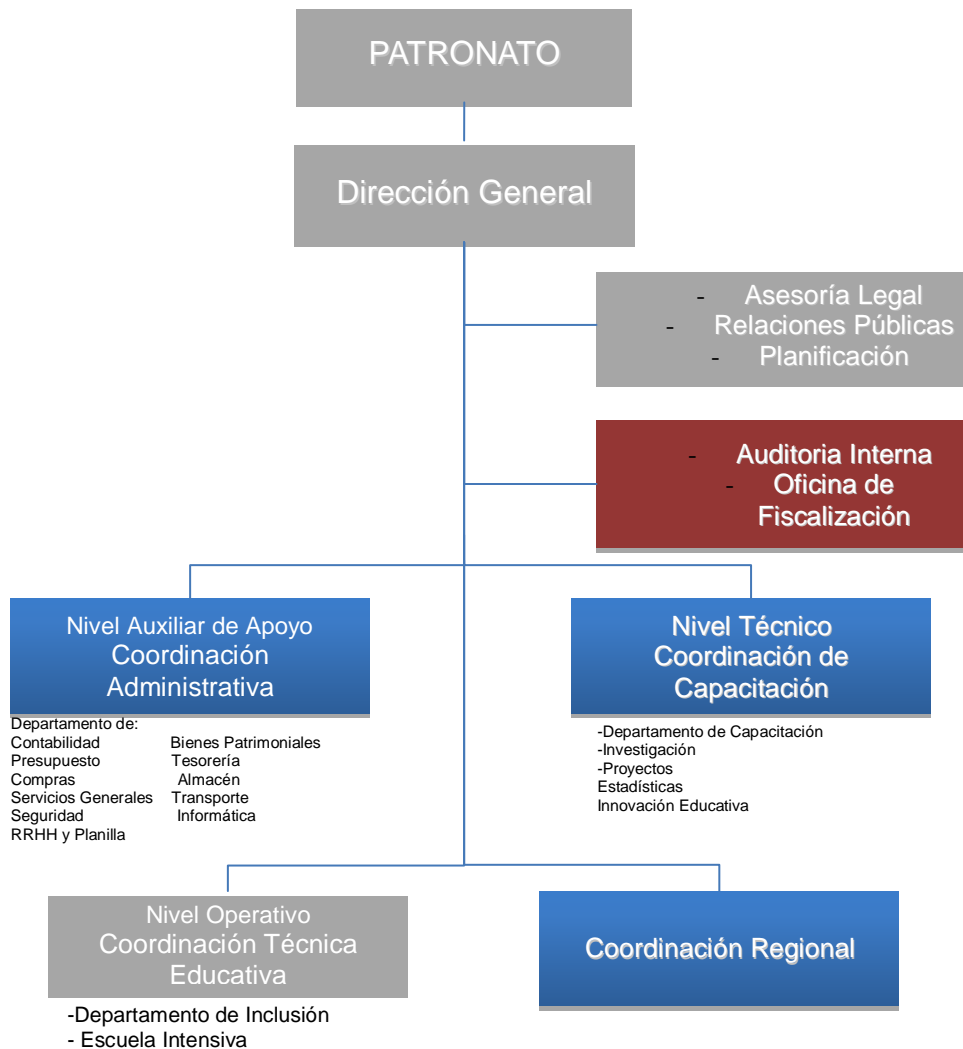 PATRONATO
Dirección General
- Asesoría Legal
- Relaciones Públicas
- Planificación
- Auditoria Interna
- Oficina de
Fiscalización
Nivel Auxiliar de Apoyo
Coordinación
Administrativa
Departamento de:
Contabilidad Bienes Patrimoniales
Presupuesto Tesorería
Compras Almacén
Servicios Generales Transporte
Seguridad Informática
RRHH y Planilla
Nivel Técnico
Coordinación de
Capacitación
-Departamento de Capacitación
-Investigación
-Proyectos
Estadísticas
Innovación Educativa
Nivel Operativo
Coordinación Técnica
Educativa
-Departamento de Inclusión
- Escuela Intensiva
Coordinación Regional